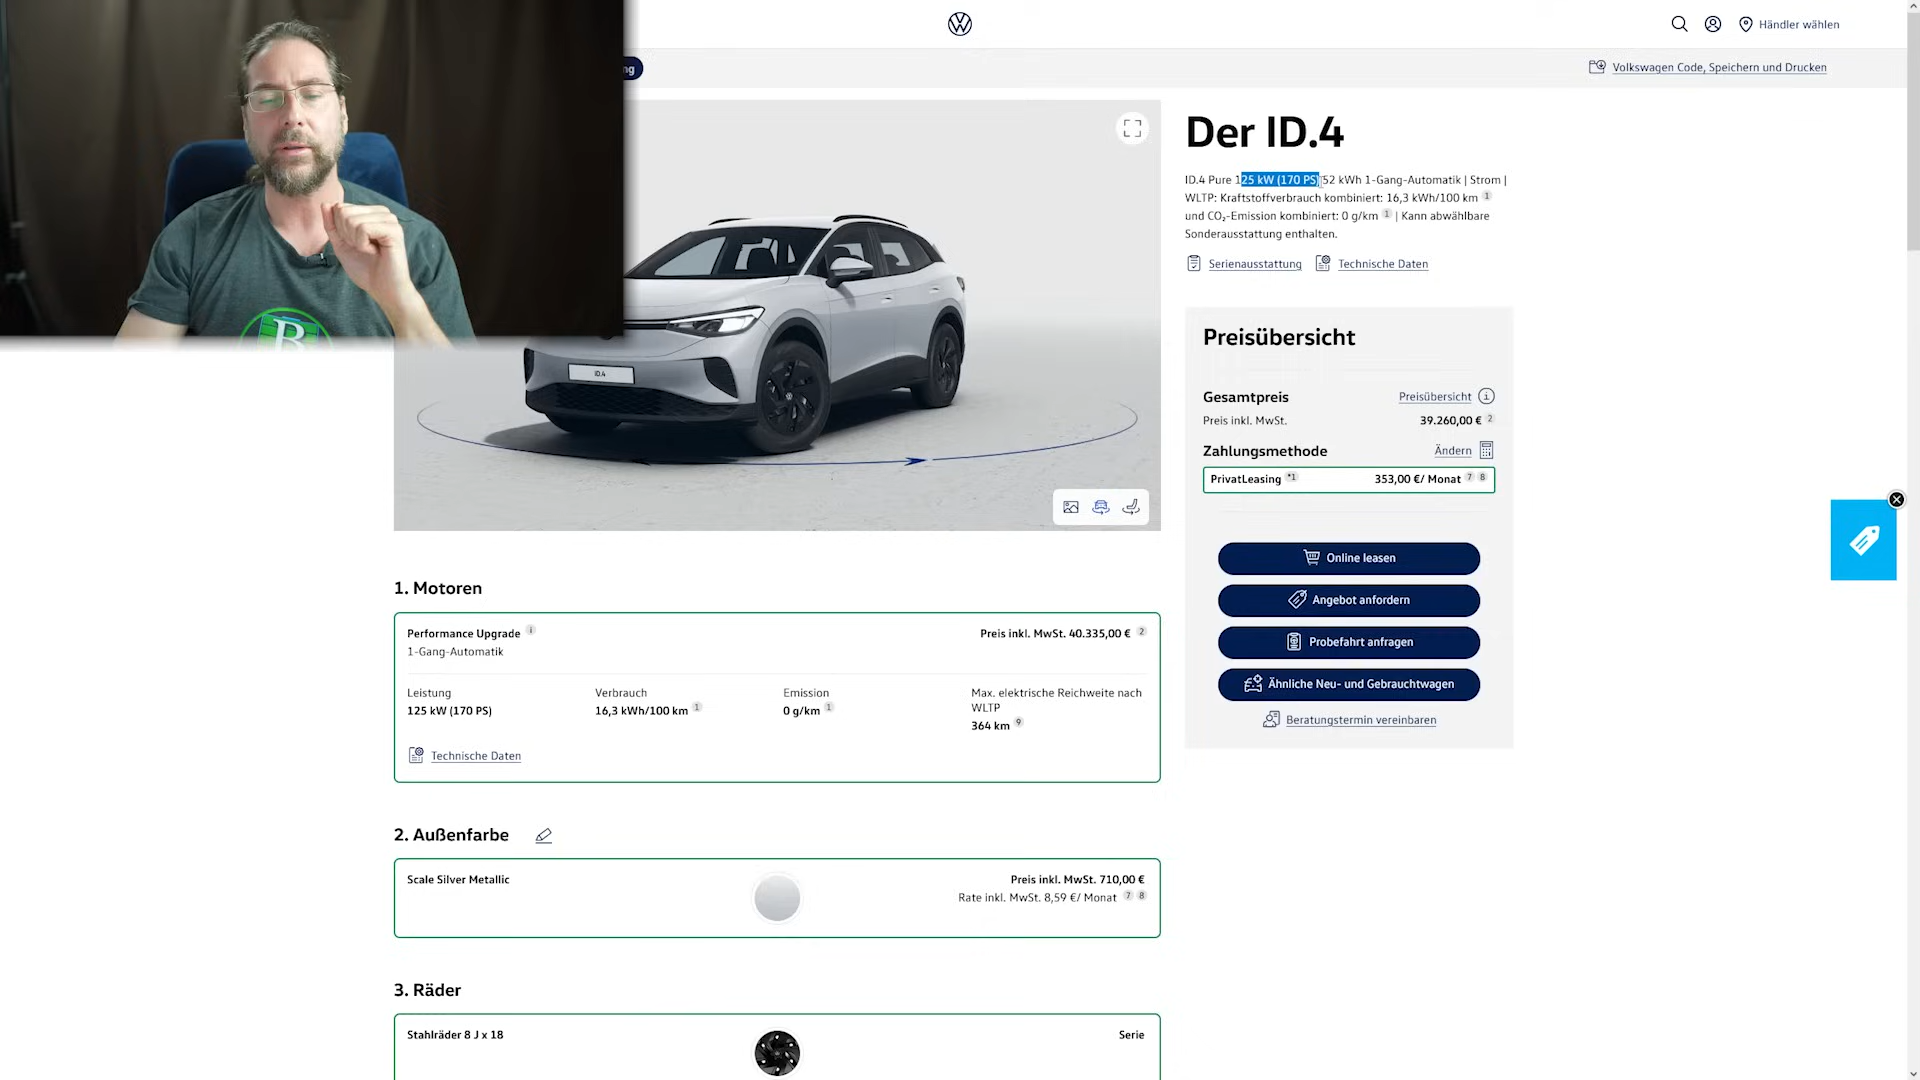 Händler wählen
ng
Volkswagen Code, Speichern und Drucken
B
iD.4
Der ID.4
ID.4 Pure 125 kW (170 PS) 52 kWh 1-Gang-Automatik | Strom |
WLTP: Kraftstoffverbrauch kombiniert: 16,3 kWh/100 km 1
und CO₂-Emission kombiniert: 0 g/km 1 | Kann abwählbare
Sonderausstattung enthalten.
Serienausstattung Technische Daten
Preisübersicht
Gesamtpreis Preisübersicht
Preis inkl. MwSt. 39.260,00 € 2
Zahlungsmethode Ändern
PrivatLeasing *1 353,00 €/ Monat 7 8
Online leasen
Angebot anfordern
Probefahrt anfragen
Ähnliche Neu- und Gebrauchtwagen
Beratungstermin vereinbaren
1. Motoren
Performance Upgrade i Preis inkl. MwSt. 40.335,00 € 2
1-Gang-Automatik
Leistung Verbrauch Emission Max. elektrische Reichweite nach
WLTP
125 kW (170 PS) 16,3 kWh/100 km 1 0 g/km 1
364 km 9
Technische Daten
2. Außenfarbe
Scale Silver Metallic Preis inkl. MwSt. 710,00 €
Rate inkl. MwSt. 8,59 €/ Monat 7 8
3. Räder
Stahlräder 8 J x 18 Serie